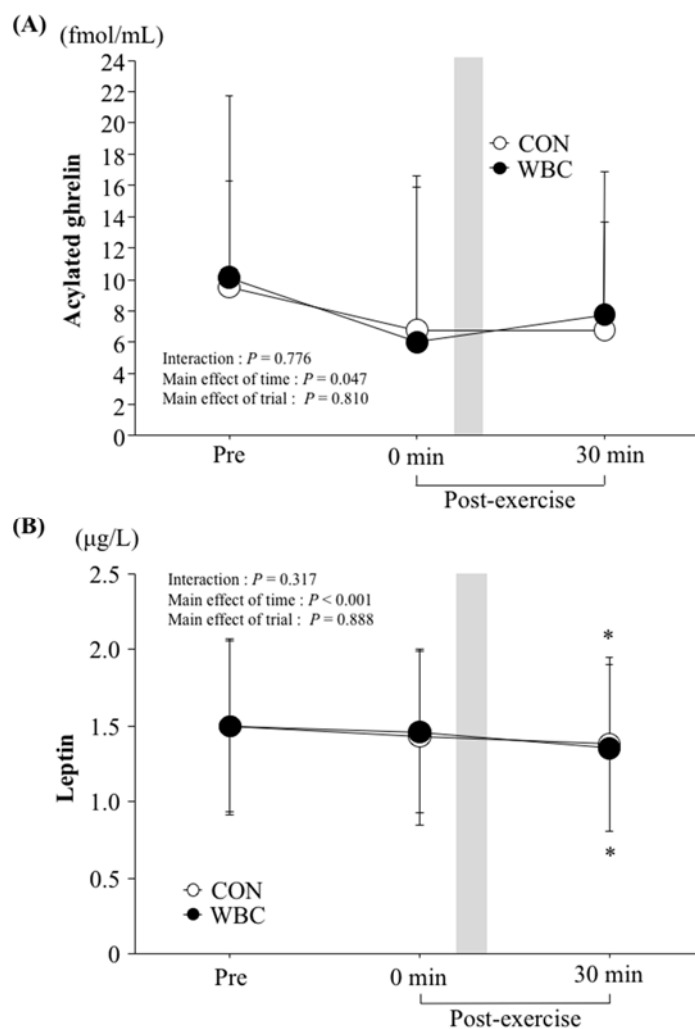 (A)
(fmol/mL)
24
22
20
18
16
14
12
10
8
6
4
2
0
Acylated ghrelin
CON
WBC
Interaction : P = 0.776
Main effect of time : P = 0.047
Main effect of trial : P = 0.810
Pre
0 min
30 min
Post-exercise
(B)
(μg/L)
2.5
2.0
1.5
1.0
0.5
0
Leptin
Interaction : P = 0.317
Main effect of time : P < 0.001
Main effect of trial : P = 0.888
*
*
CON
WBC
Pre
0 min
30 min
Post-exercise